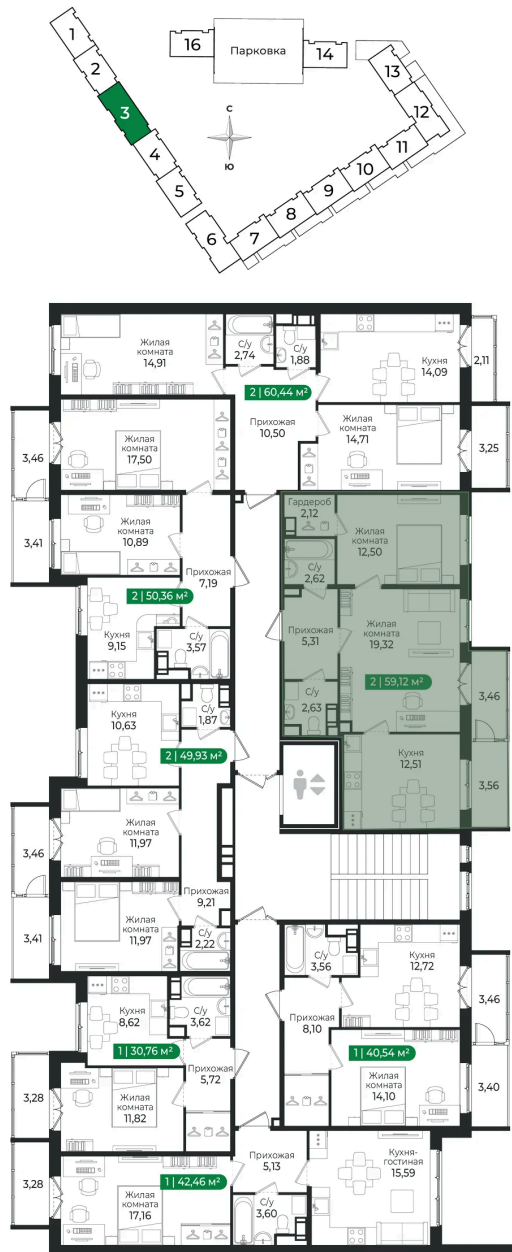 1
2
3
4
5
6
7
8
9
10
11
12
13
14
Парковка
16
С
Ю
Жилая
комната
14,91
С/у
2,74
С/у
1,88
Кухня
14,09
2,11
2 | 60,44 м²
Прихожая
10,50
Жилая
комната
17,50
3,46
Жилая
комната
14,71
3,25
Жилая
комната
10,89
3,41
Прихожая
7,19
2 | 50,36 м²
Кухня
9,15
С/у
3,57
Гардероб
2,12
Жилая
комната
12,50
С/у
2,62
Прихожая
5,31
Жилая
комната
19,32
2 | 59,12 м²
С/у
2,63
3,46
12,51
3,56
Кухня
10,63
С/у
1,87
2 | 49,93 м²
Жилая
комната
11,97
3,46
Прихожая
9,21
Жилая
комната
11,97
3,41
С/у
2,22
С/у
3,56
Кухня
12,72
3,46
Прихожая
8,10
1 | 40,54 м²
Жилая
комната
14,10
3,40
Кухня
8,62
С/у
3,62
1 | 30,76 м²
Прихожая
5,72
Жилая
комната
11,82
3,28
1 | 42,46 м²
Прихожая
5,13
Кухня-
гостиная
15,59
3,28
Жилая
комната
17,16
С/у
3,60